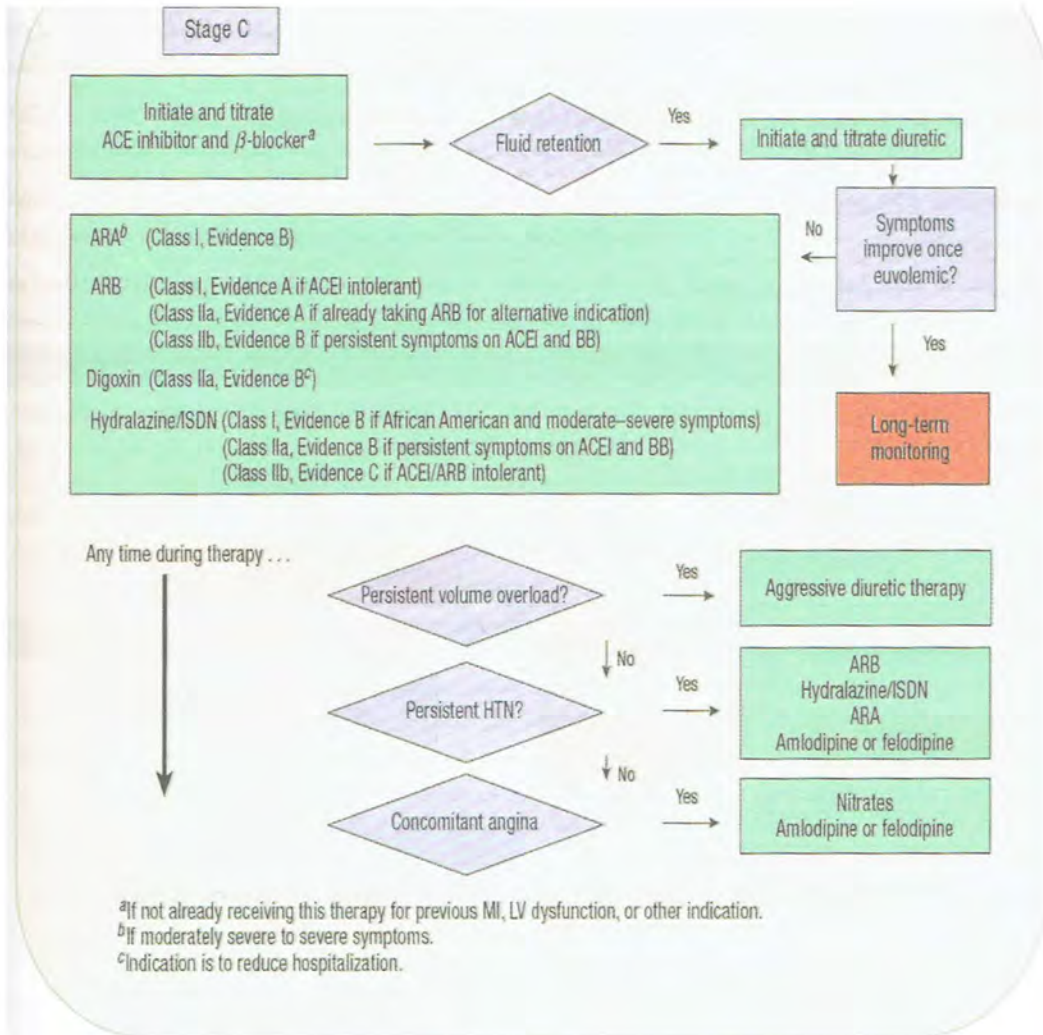 Stage C
Initiate and titrate
ACE inhibitor and β-blockerᵃ
Fluid retention
Yes
Initiate and titrate diuretic
Symptoms
improve once
euvolemic?
No
ARAᵇ (Class I, Evidence B)
ARB (Class I, Evidence A if ACEI intolerant)
(Class IIa, Evidence A if already taking ARB for alternative indication)
(Class IIb, Evidence B if persistent symptoms on ACEI and BB)
Digoxin (Class IIa, Evidence Bᶜ)
Hydralazine/ISDN (Class I, Evidence B if African American and moderate–severe symptoms)
(Class IIa, Evidence B if persistent symptoms on ACEI and BB)
(Class IIb, Evidence C if ACEI/ARB intolerant)
Yes
Long-term
monitoring
Any time during therapy . . .
Persistent volume overload?
Yes
Aggressive diuretic therapy
No
Persistent HTN?
Yes
ARB
Hydralazine/ISDN
ARA
Amlodipine or felodipine
No
Concomitant angina
Yes
Nitrates
Amlodipine or felodipine
ᵃIf not already receiving this therapy for previous MI, LV dysfunction, or other indication.
ᵇIf moderately severe to severe symptoms.
ᶜIndication is to reduce hospitalization.